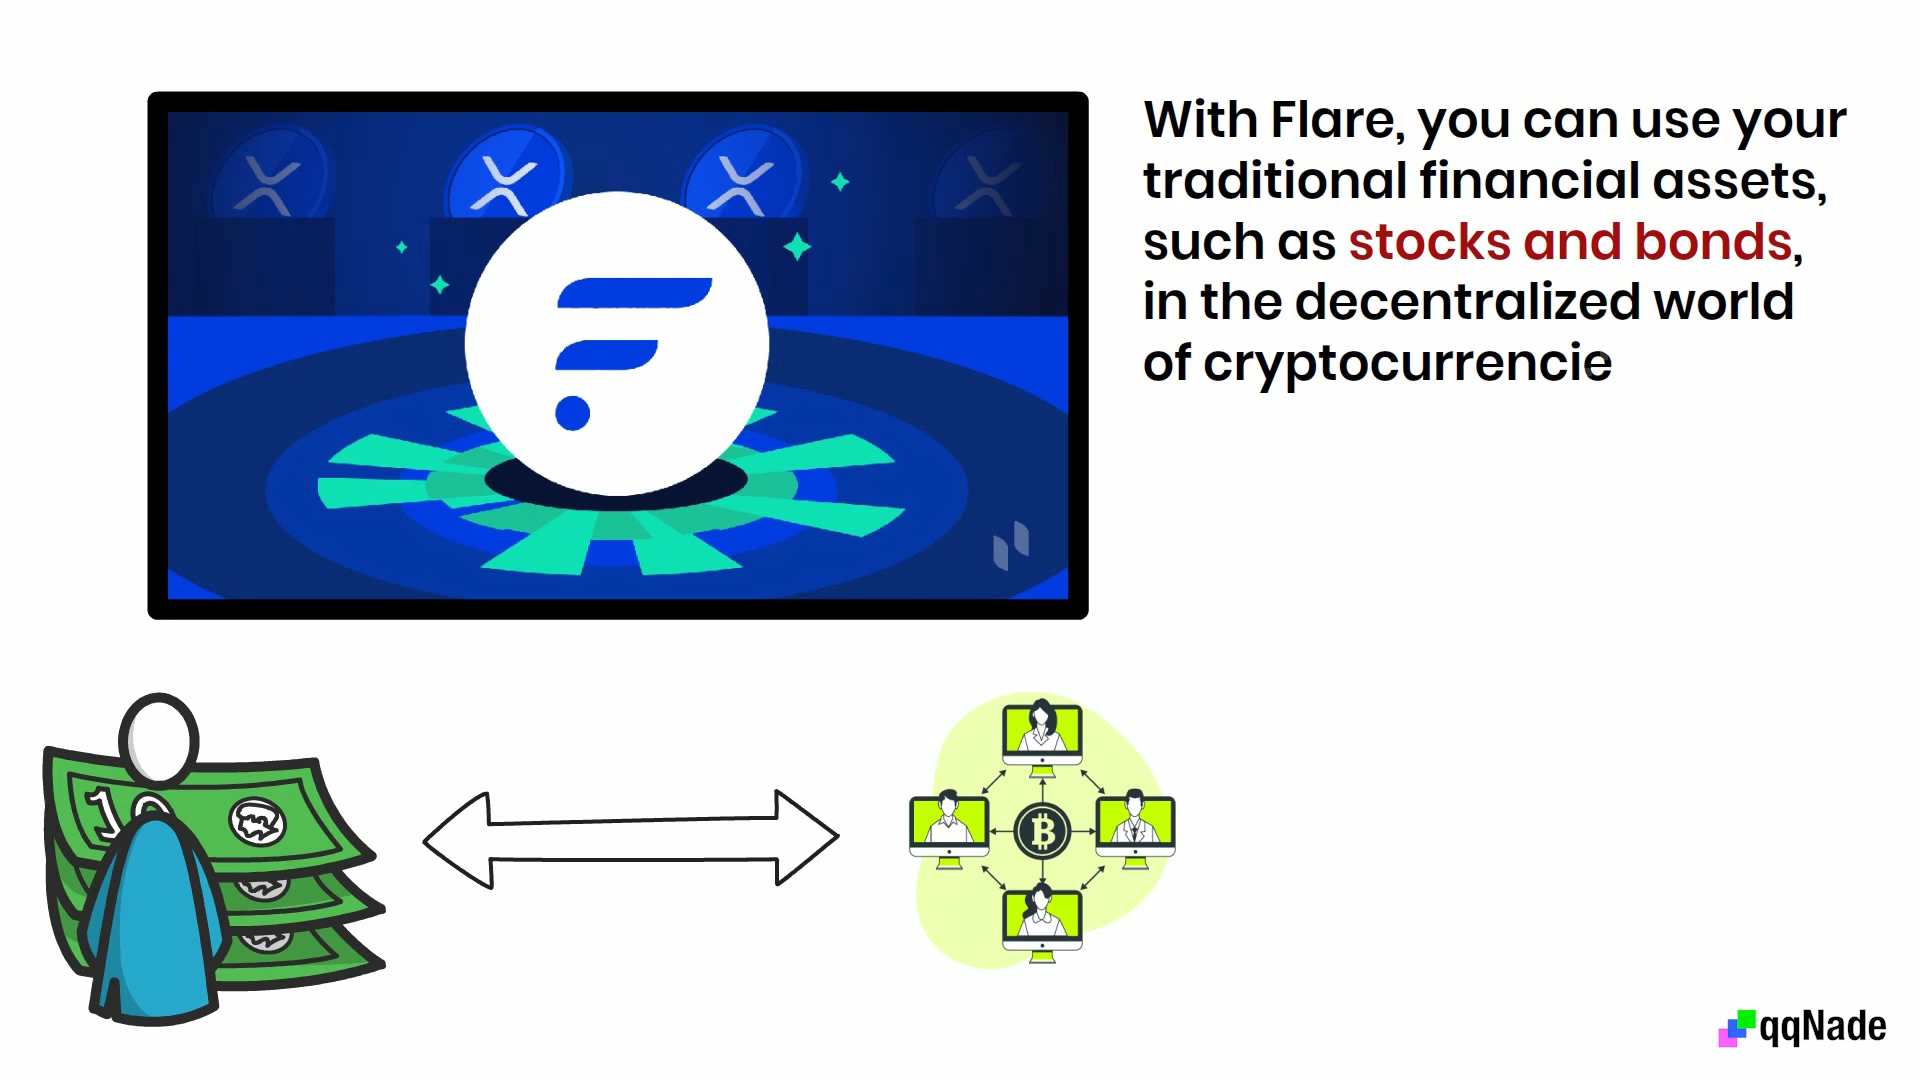 With Flare, you can use your
traditional financial assets,
such as stocks and bonds,
in the decentralized world
of cryptocurrencie
10
qqNade